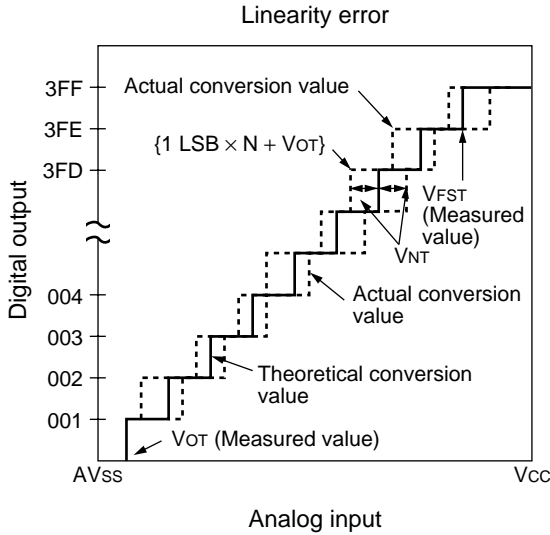 Linearity error
3FF
3FE
3FD
004
003
002
001
Digital output
Actual conversion value
{1 LSB × N + VOT}
VFST
(Measured
value)
VNT
Actual conversion
value
Theoretical conversion
value
VOT (Measured value)
AVSS
VCC
Analog input